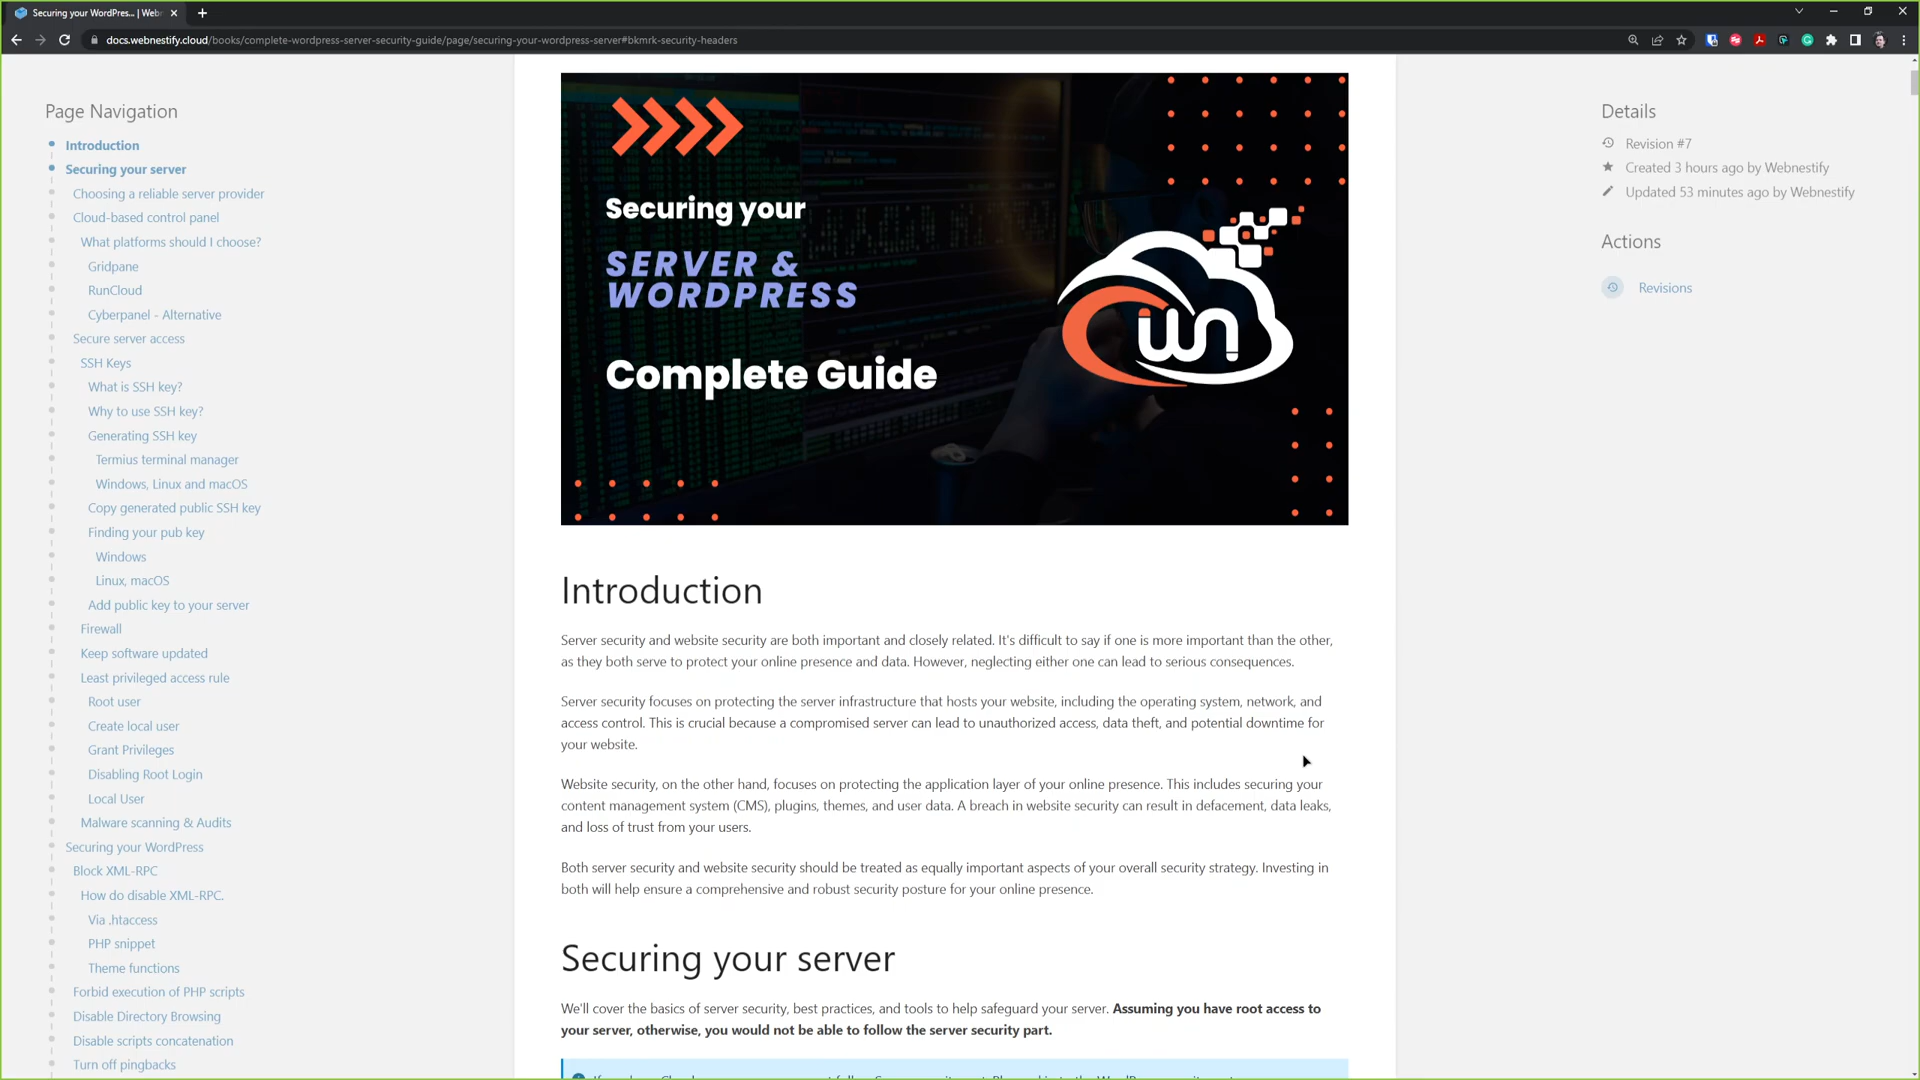 Securing your WordPres... | Webn
docs.webnestify.cloud/books/complete-wordpress-server-security-guide/page/securing-your-wordpress-server#bkmrk-security-headers
Page Navigation
Introduction
Securing your server
Choosing a reliable server provider
Cloud-based control panel
What platforms should I choose?
Gridpane
RunCloud
Cyberpanel - Alternative
Secure server access
SSH Keys
What is SSH key?
Why to use SSH key?
Generating SSH key
Termius terminal manager
Windows, Linux and macOS
Copy generated public SSH key
Finding your pub key
Windows
Linux, macOS
Add public key to your server
Firewall
Keep software updated
Least privileged access rule
Root user
Create local user
Grant Privileges
Disabling Root Login
Local User
Malware scanning & Audits
Securing your WordPress
Block XML-RPC
How do disable XML-RPC.
Via .htaccess
PHP snippet
Theme functions
Forbid execution of PHP scripts
Disable Directory Browsing
Disable scripts concatenation
Turn off pingbacks
Securing your
SERVER &
WORDPRESS
Complete Guide
wn
Introduction
Server security and website security are both important and closely related. It's difficult to say if one is more important than the other,
as they both serve to protect your online presence and data. However, neglecting either one can lead to serious consequences.
Server security focuses on protecting the server infrastructure that hosts your website, including the operating system, network, and
access control. This is crucial because a compromised server can lead to unauthorized access, data theft, and potential downtime for
your website.
Website security, on the other hand, focuses on protecting the application layer of your online presence. This includes securing your
content management system (CMS), plugins, themes, and user data. A breach in website security can result in defacement, data leaks,
and loss of trust from your users.
Both server security and website security should be treated as equally important aspects of your overall security strategy. Investing in
both will help ensure a comprehensive and robust security posture for your online presence.
Securing your server
We'll cover the basics of server security, best practices, and tools to help safeguard your server. Assuming you have root access to
your server, otherwise, you would not be able to follow the server security part.
Details
Revision #7
Created 3 hours ago by Webnestify
Updated 53 minutes ago by Webnestify
Actions
Revisions